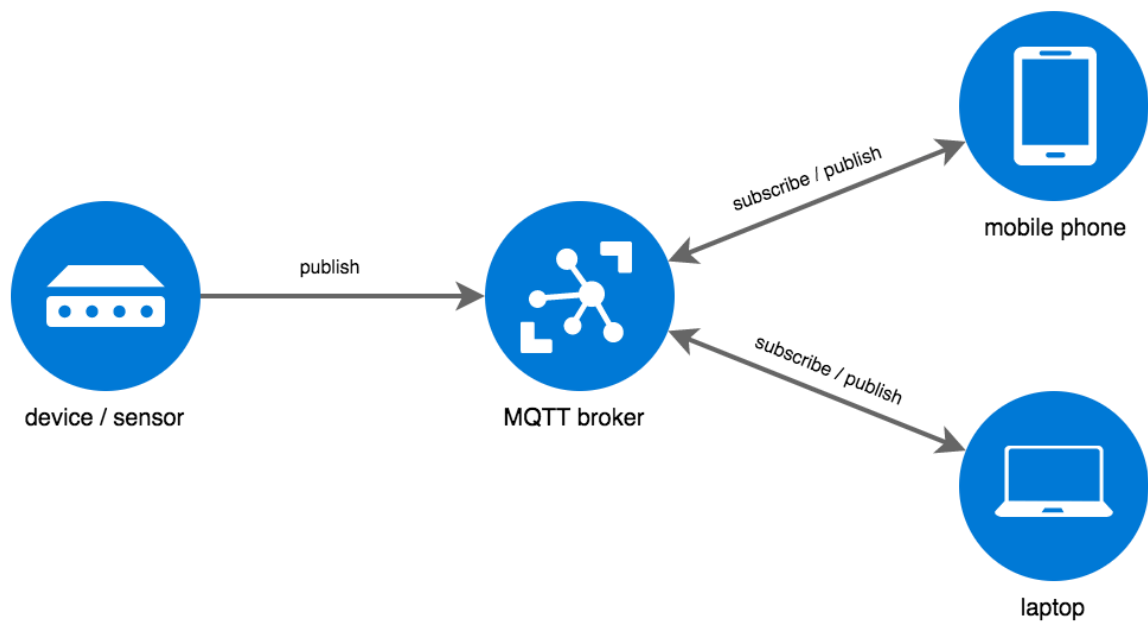 subscribe / publish
mobile phone
publish
device / sensor
MQTT broker
subscribe / publish
laptop